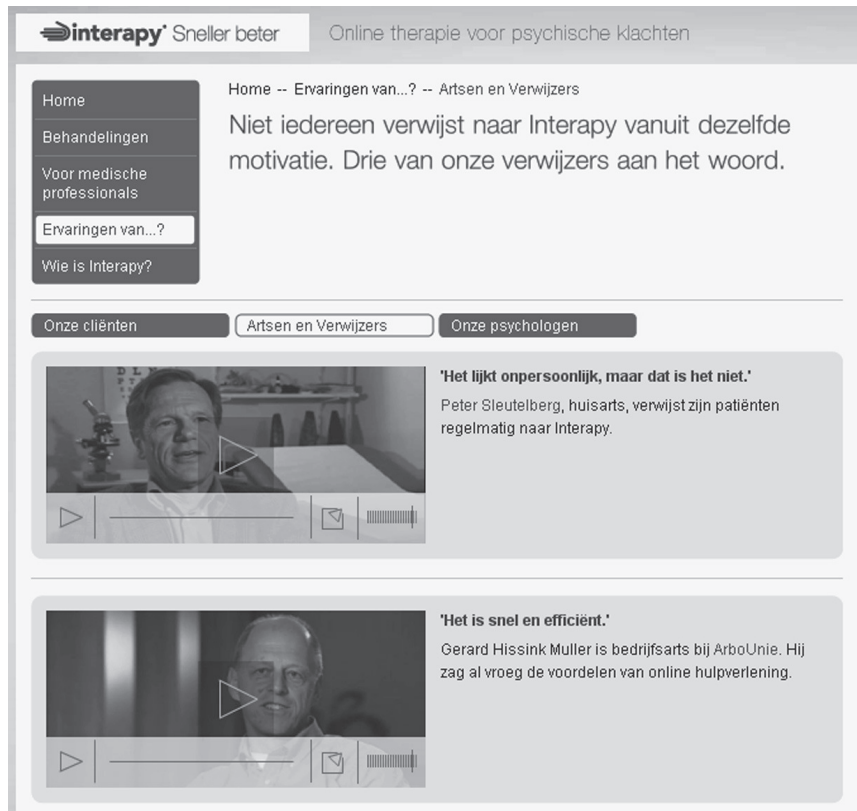 interapy Sneller beter
Online therapie voor psychische klachten
Home
Behandelingen
Voor medische
professionals
Ervaringen van...?
Wie is Interapy?
Home -- Ervaringen van...? -- Artsen en Verwijzers
Niet iedereen verwijst naar Interapy vanuit dezelfde
motivatie. Drie van onze verwijzers aan het woord.
Onze cliënten
Artsen en Verwijzers
Onze psychologen
'Het lijkt onpersoonlijk, maar dat is het niet.'
Peter Sleutelberg, huisarts, verwijst zijn patiënten
regelmatig naar Interapy.
'Het is snel en efficiënt.'
Gerard Hissink Muller is bedrijfsarts bij ArboUnie. Hij
zag al vroeg de voordelen van online hulpverlening.